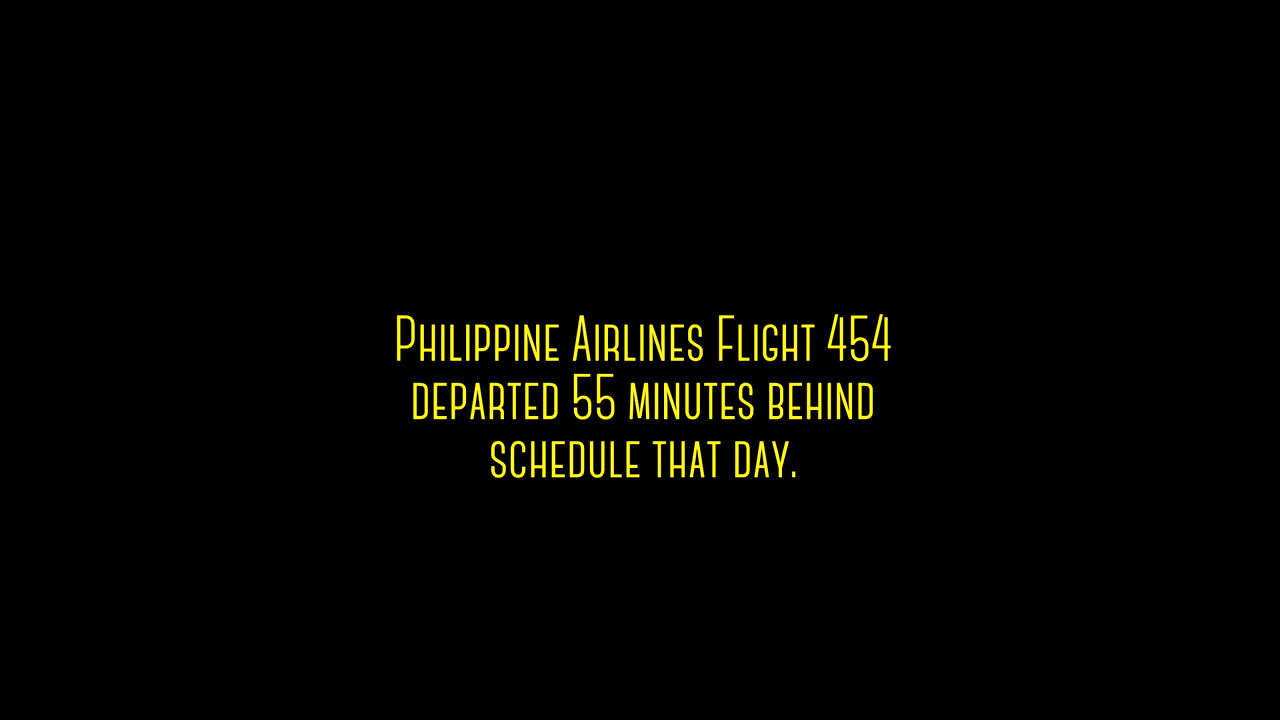 Philippine Airlines Flight 454
departed 55 minutes behind
schedule that day.